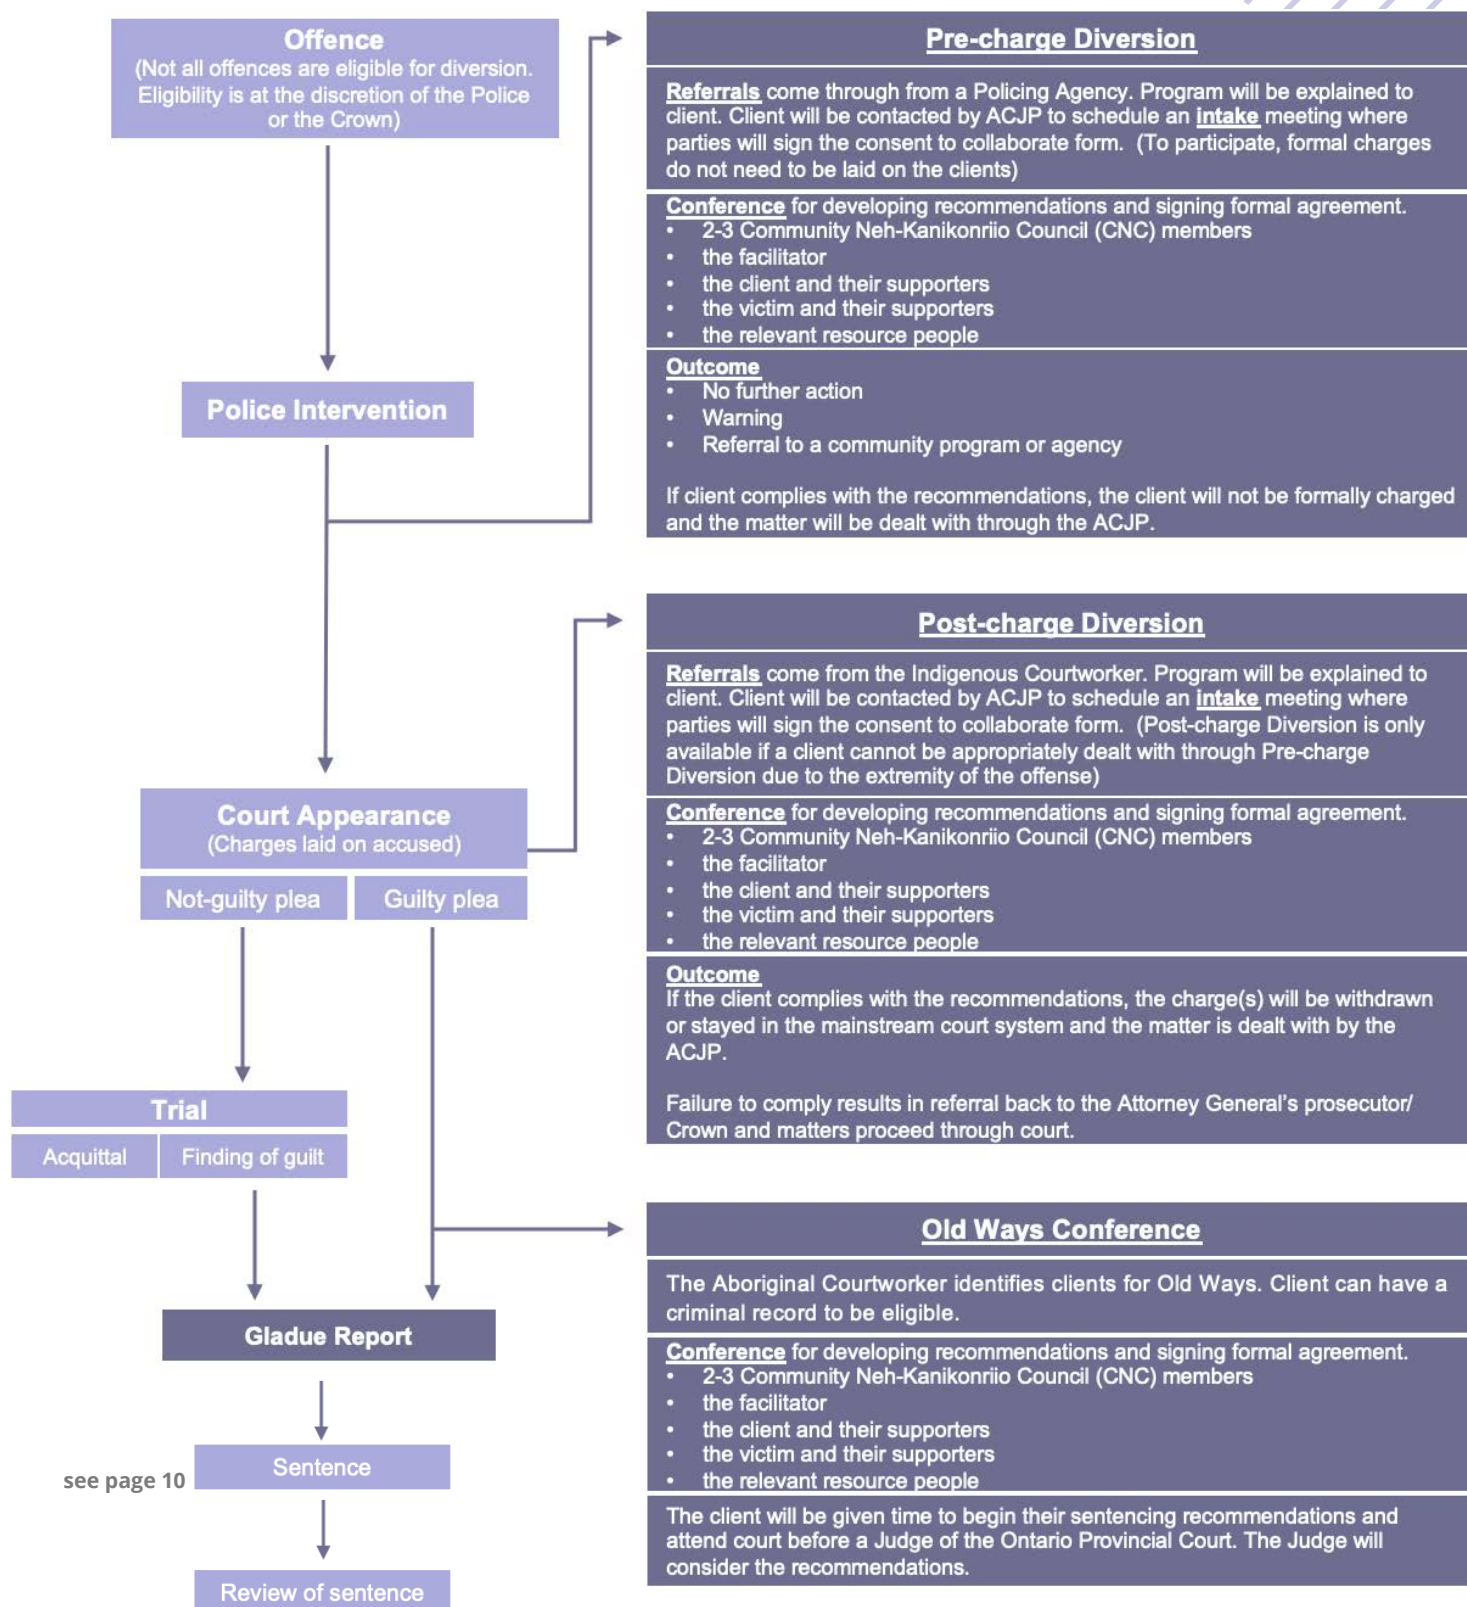 Offence
(Not all offences are eligible for diversion.
Eligibility is at the discretion of the Police
or the Crown)
Police Intervention
Pre-charge Diversion
Referrals come through from a Policing Agency. Program will be explained to
client. Client will be contacted by ACJP to schedule an intake meeting where
parties will sign the consent to collaborate form. (To participate, formal charges
do not need to be laid on the clients)
Conference for developing recommendations and signing formal agreement.
• 2-3 Community Neh-Kanikonriio Council (CNC) members
• the facilitator
• the client and their supporters
• the victim and their supporters
• the relevant resource people
Outcome
• No further action
• Warning
• Referral to a community program or agency
If client complies with the recommendations, the client will not be formally charged
and the matter will be dealt with through the ACJP.
Court Appearance
(Charges laid on accused)
Not-guilty plea
Guilty plea
Post-charge Diversion
Referrals come from the Indigenous Courtworker. Program will be explained to
client. Client will be contacted by ACJP to schedule an intake meeting where
parties will sign the consent to collaborate form. (Post-charge Diversion is only
available if a client cannot be appropriately dealt with through Pre-charge
Diversion due to the extremity of the offense)
Conference for developing recommendations and signing formal agreement.
• 2-3 Community Neh-Kanikonriio Council (CNC) members
• the facilitator
• the client and their supporters
• the victim and their supporters
• the relevant resource people
Outcome
If the client complies with the recommendations, the charge(s) will be withdrawn
or stayed in the mainstream court system and the matter is dealt with by the
ACJP.
Failure to comply results in referral back to the Attorney General's prosecutor/
Crown and matters proceed through court.
Trial
Acquittal
Finding of guilt
Gladue Report
see page 10
Sentence
Review of sentence
Old Ways Conference
The Aboriginal Courtworker identifies clients for Old Ways. Client can have a
criminal record to be eligible.
Conference for developing recommendations and signing formal agreement.
• 2-3 Community Neh-Kanikonriio Council (CNC) members
• the facilitator
• the client and their supporters
• the victim and their supporters
• the relevant resource people
The client will be given time to begin their sentencing recommendations and
attend court before a Judge of the Ontario Provincial Court. The Judge will
consider the recommendations.